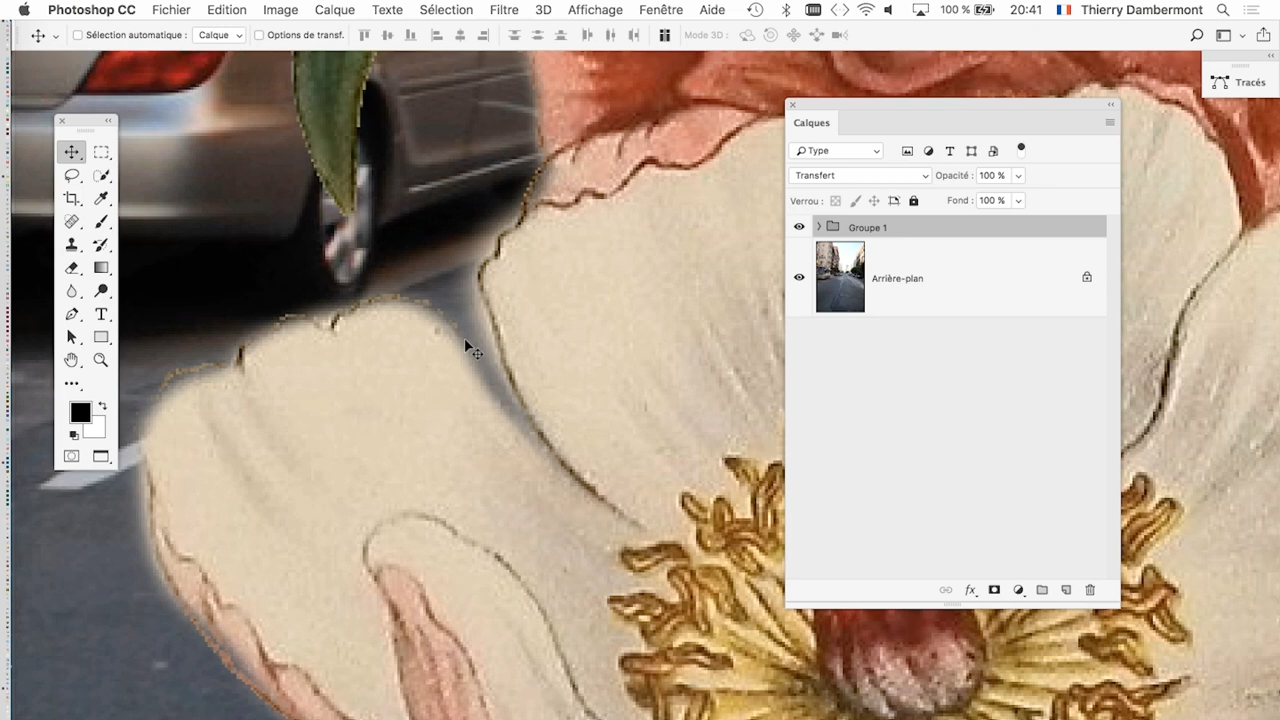 Photoshop CC Fichier Edition Image Calque Texte Sélection Filtre 3D Affichage Fenêtre Aide 100 % 20:41 Thierry Dambermont
Sélection automatique : Calque Options de transf. Mode 3D :
Tracés
Calques
Type
Transfert Opacité : 100 %
Verrou : Fond : 100 %
Groupe 1
Arrière-plan